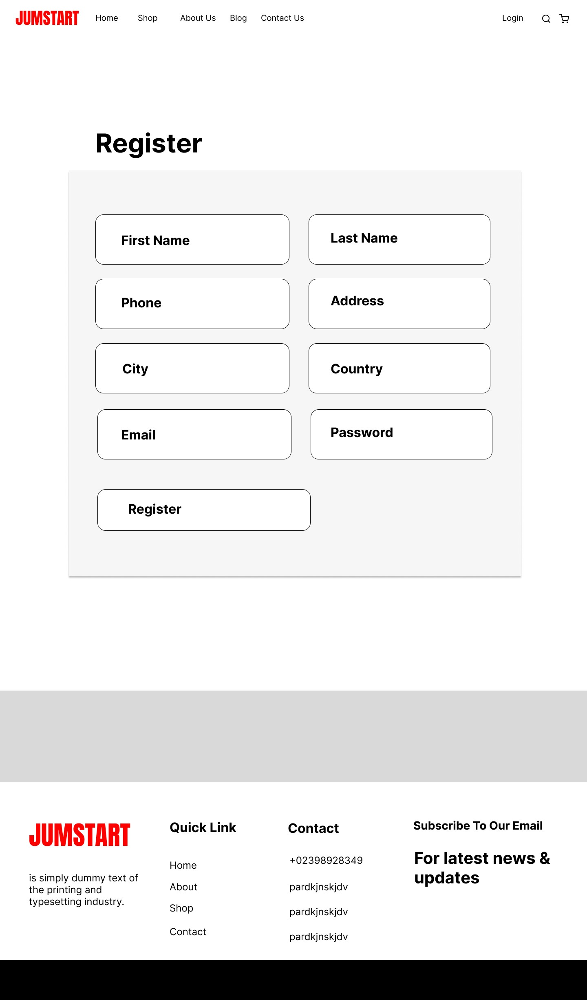 JUMSTART
Home
Shop
About Us
Blog
Contact Us
Login
Register
First Name
Last Name
Phone
Address
City
Country
Email
Password
Register
JUMSTART
is simply dummy text of
the printing and
typesetting industry.
Quick Link
Home
About
Shop
Contact
Contact
+02398928349
pardkjnskjdv
pardkjnskjdv
pardkjnskjdv
Subscribe To Our Email
For latest news &
updates